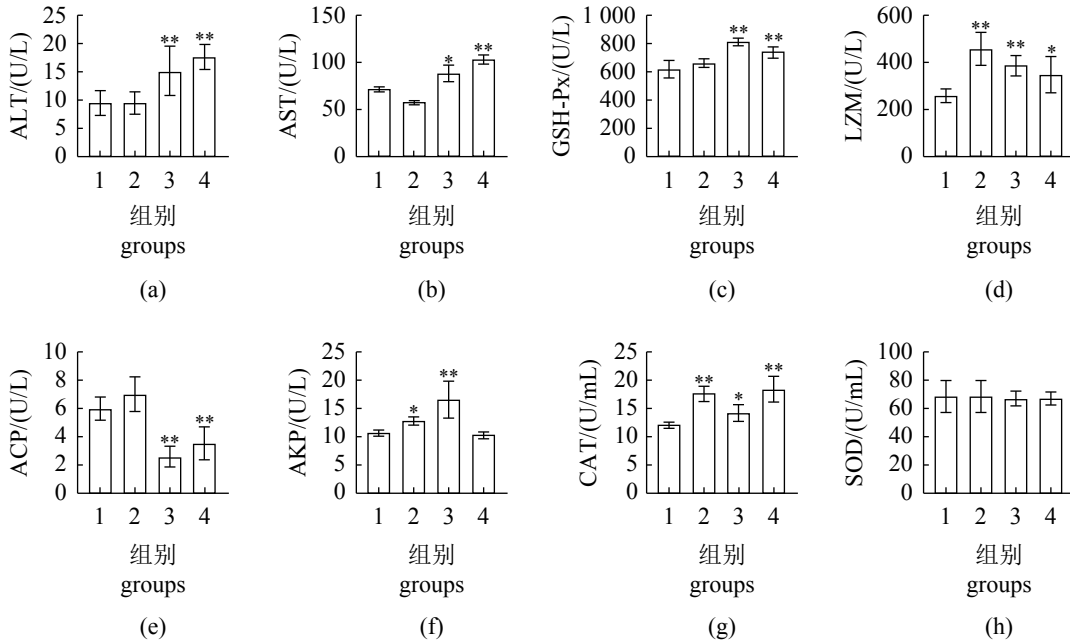 25
20
15
10
5
0
ALT/(U/L)
**
**
1 2 3 4
组别
groups
(a)
150
100
50
0
AST/(U/L)
*
**
1 2 3 4
组别
groups
(b)
1 000
800
600
400
200
0
GSH-Px/(U/L)
**
**
1 2 3 4
组别
groups
(c)
600
400
200
0
LZM/(U/L)
**
**
*
1 2 3 4
组别
groups
(d)
10
8
6
4
2
0
ACP/(U/L)
**
**
1 2 3 4
组别
groups
(e)
25
20
15
10
5
0
AKP/(U/L)
*
**
1 2 3 4
组别
groups
(f)
25
20
15
10
5
0
CAT/(U/mL)
**
*
**
1 2 3 4
组别
groups
(g)
100
80
60
40
20
0
SOD/(U/mL)
1 2 3 4
组别
groups
(h)